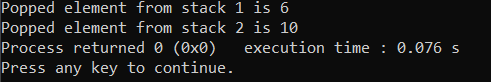 Popped element from stack 1 is 6
Popped element from stack 2 is 10
Process returned 0 (0x0)   execution time : 0.076 s
Press any key to continue.